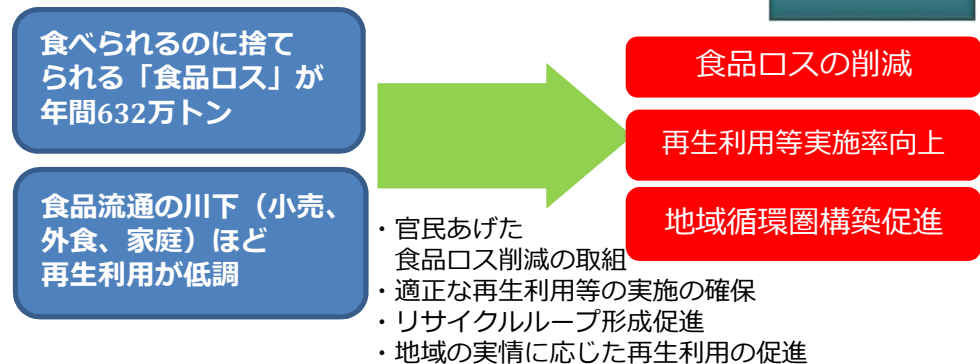 食べられるのに捨て
られる「食品ロス」が
年間632万トン
食品流通の川下（小売、
外食、家庭）ほど
再生利用が低調
・官民あげた
食品ロス削減の取組
・適正な再生利用等の実施の確保
・リサイクルループ形成促進
・地域の実情に応じた再生利用の促進
食品ロスの削減
再生利用等実施率向上
地域循環圏構築促進